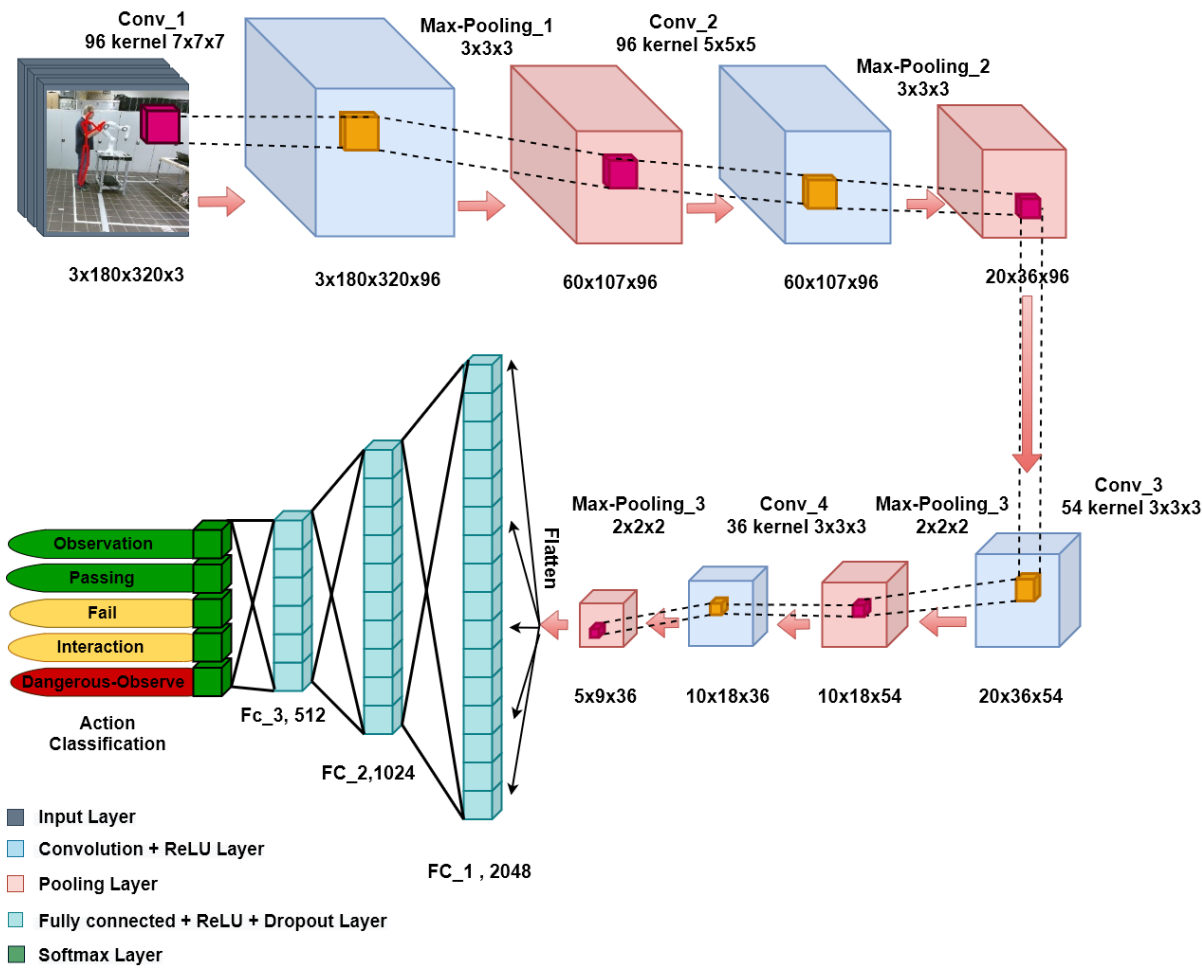 Conv_1
96 kernel 7x7x7
Max-Pooling_1
3x3x3
Conv_2
96 kernel 5x5x5
Max-Pooling_2
3x3x3
3x180x320x3
3x180x320x96
60x107x96
60x107x96
20x36x96
Conv_3
54 kernel 3x3x3
Max-Pooling_3
2x2x2
Conv_4
36 kernel 3x3x3
Max-Pooling_3
2x2x2
20x36x54
10x18x54
10x18x36
5x9x36
Flatten
FC_1 , 2048
FC_2,1024
Fc_3, 512
Observation
Passing
Fail
Interaction
Dangerous-Observe
Action
Classification
Input Layer
Convolution + ReLU Layer
Pooling Layer
Fully connected + ReLU + Dropout Layer
Softmax Layer